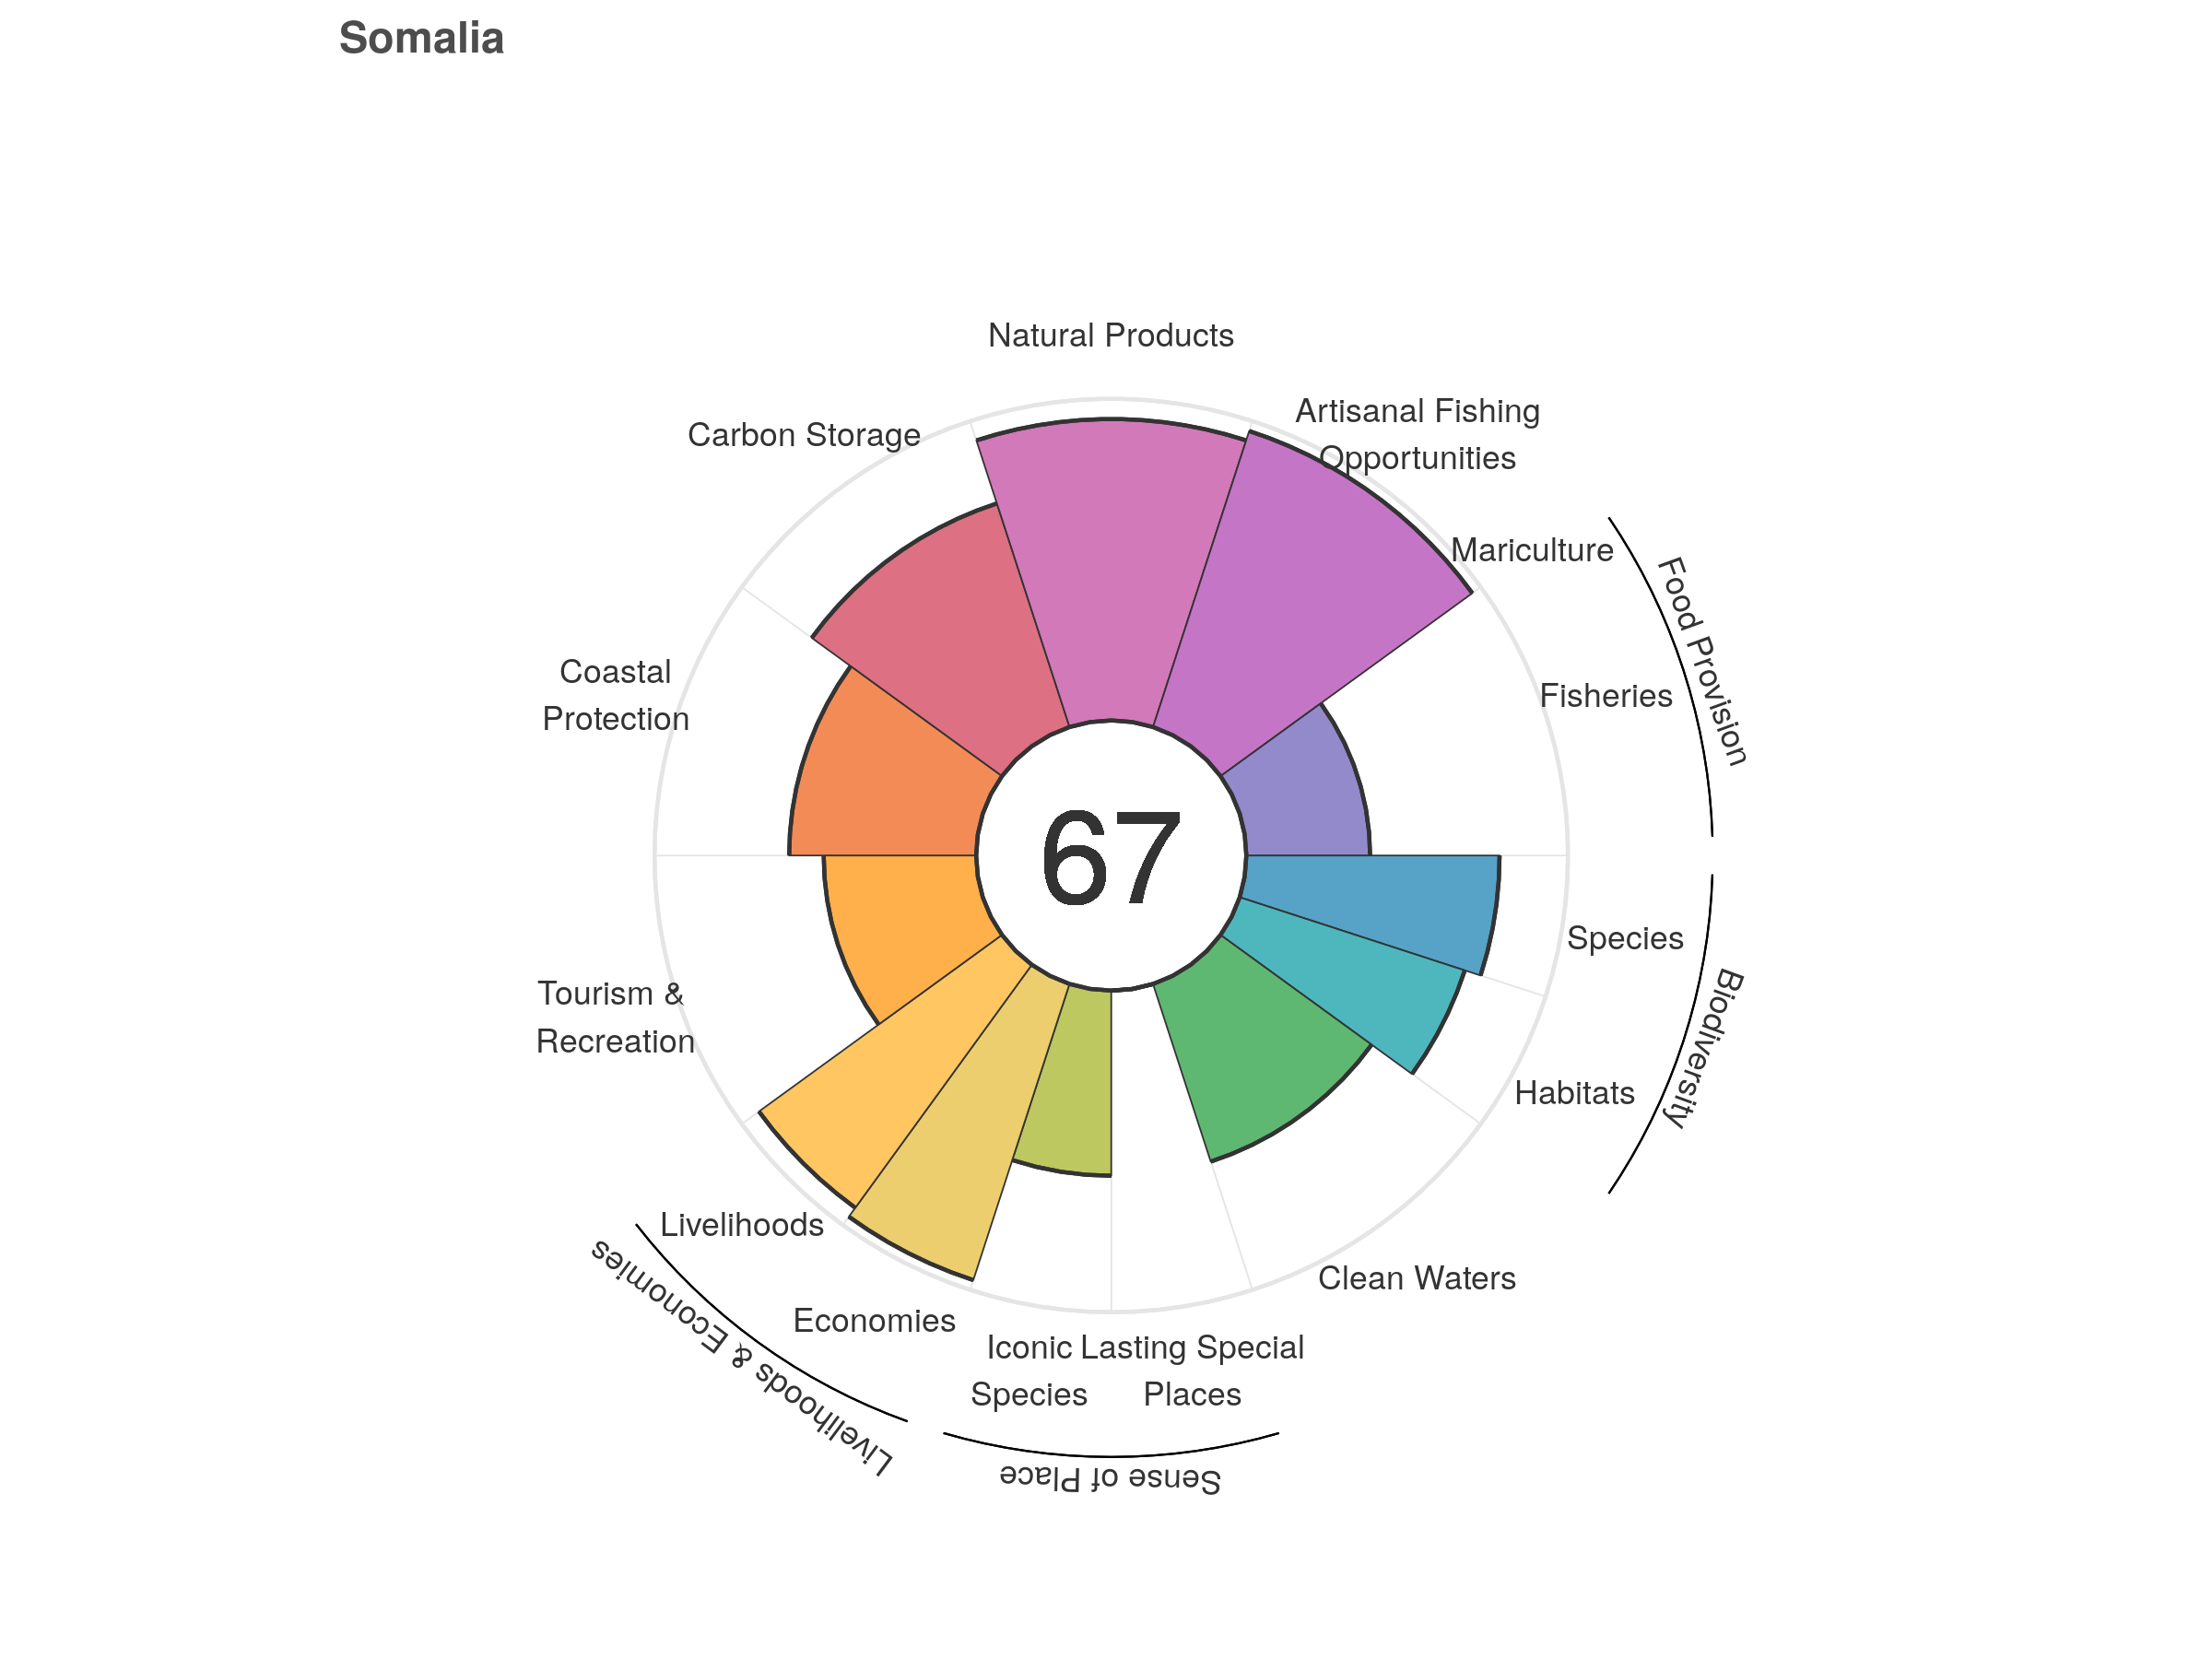 Somalia
Natural Products
Artisanal Fishing
Opportunities
Carbon Storage
Mariculture
Food Provision
Fisheries
Coastal
Protection
67
Species
Biodiversity
Tourism &
Recreation
Habitats
Livelihoods
Clean Waters
Economies
Livelihoods & Economies
Iconic
Species
Lasting Special
Places
Sense of Place